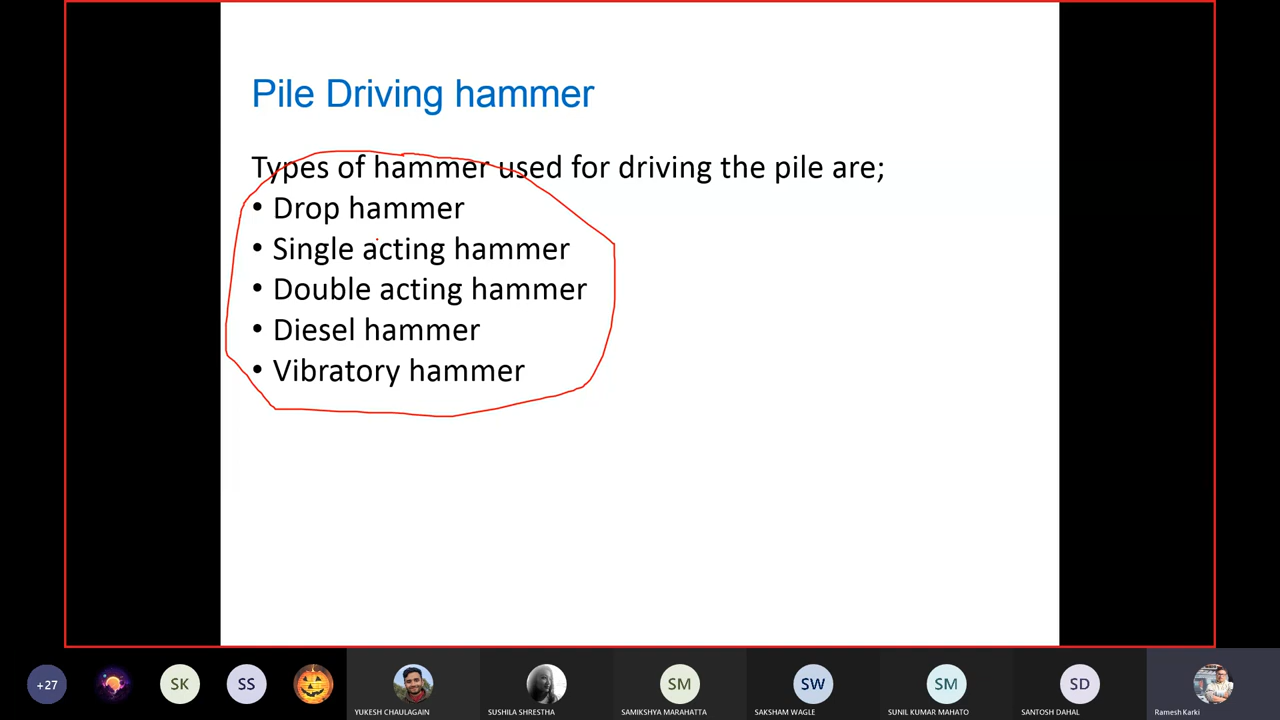 Pile Driving hammer
Types of hammer used for driving the pile are;
• Drop hammer
• Single acting hammer
• Double acting hammer
• Diesel hammer
• Vibratory hammer
+27
SK
SS
SM
SW
SM
SD
YUKESH CHAULAGAIN
SUSHILA SHRESTHA
SAMIKSHYA MARAHATTA
SAKSHAM WAGLE
SUNIL KUMAR MAHATO
SANTOSH DAHAL
Ramesh Karki